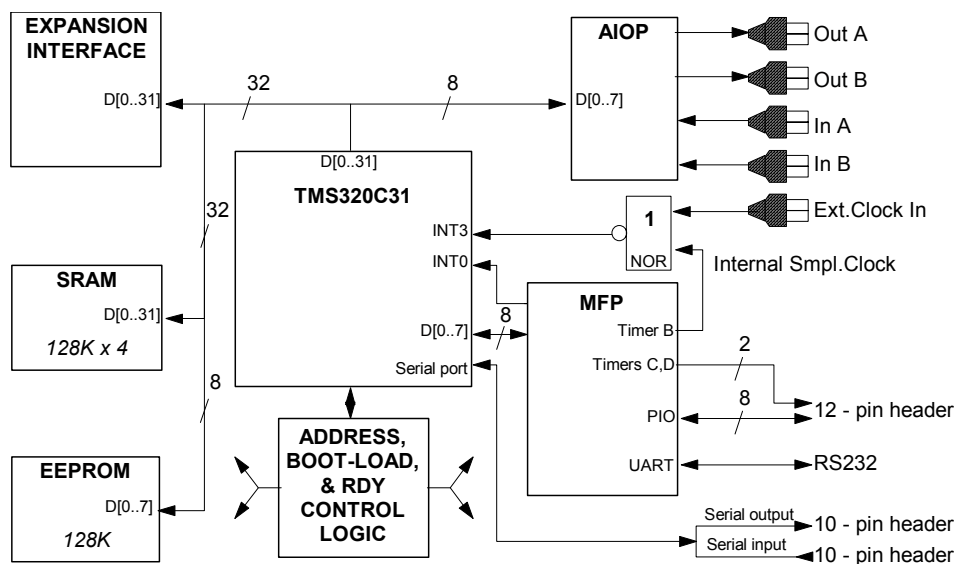 EXPANSION
INTERFACE
D[0..31]
32
8
AIOP
D[0..7]
Out A
Out B
In A
In B
Ext.Clock In
D[0..31]
TMS320C31
INT3
INT0
D[0..7]
Serial port
32
1
NOR
Internal Smpl.Clock
SRAM
D[0..31]
128K x 4
8
MFP
Timer B
Timers C,D
PIO
UART
8
2
8
12 - pin header
RS232
EEPROM
D[0..7]
128K
ADDRESS,
BOOT-LOAD,
& RDY
CONTROL
LOGIC
Serial output
Serial input
10 - pin header
10 - pin header